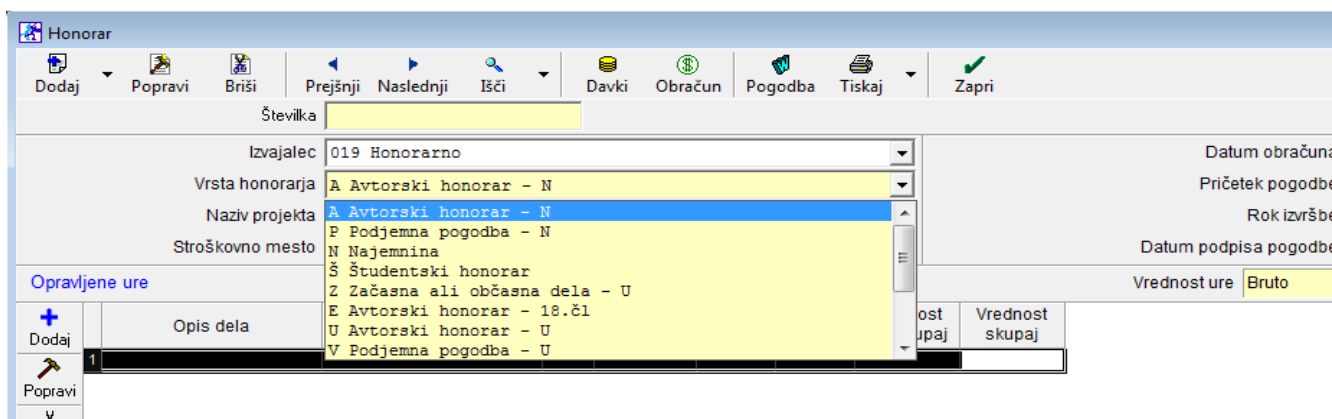 Honorar
Dodaj Popravi Briši Prejšnji Naslednji Išči Davki Obračun Pogodba Tiskaj Zapri
Številka
Izvajalec 019 Honorarno Datum obračuna
Vrsta honorarja A Avtorski honorar - N Pričetek pogodbe
Naziv projekta A Avtorski honorar - N Rok izvršbe
P Podjemna pogodba - N
Stroškovno mesto N Najemnina Datum podpisa pogodbe
Š Študentski honorar
Opravljene ure Z Začasna ali občasna dela - U Vrednost ure Bruto
E Avtorski honorar - 18.čl
Dodaj Opis dela U Avtorski honorar - U Vrednost skupaj
V Podjemna pogodba - U
1
Popravi